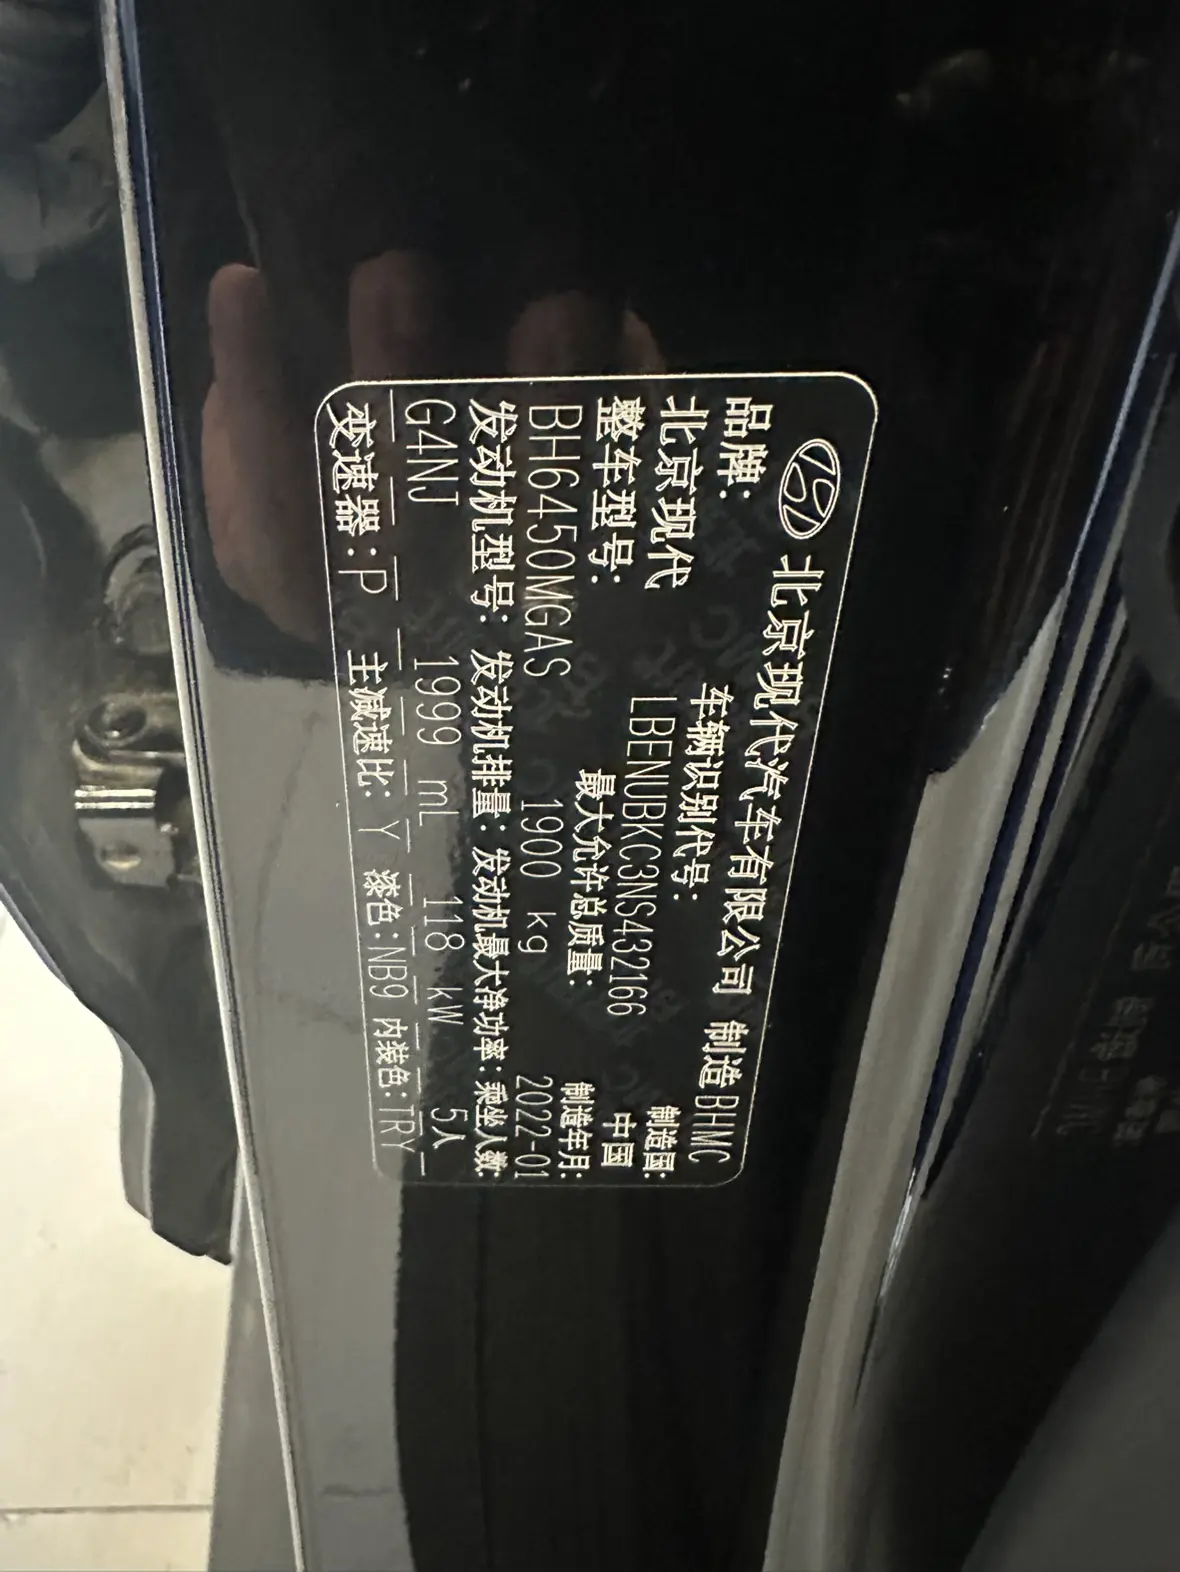 北京现代汽车有限公司 制造BHMC
品牌: 车辆识别代号: 制造国:
北京现代 LBENUBKC3NS432166 中国
整车型号: 最大允许总质量: 制造年月:
BH6450MGAS 1900 kg 2022-01
发动机型号: 发动机排量: 发动机最大净功率: 乘坐人数:
G4NJ 1999 mL 118 kW 5人
变速器:P 主减速比: Y 漆色:NB9 内装色:TRY